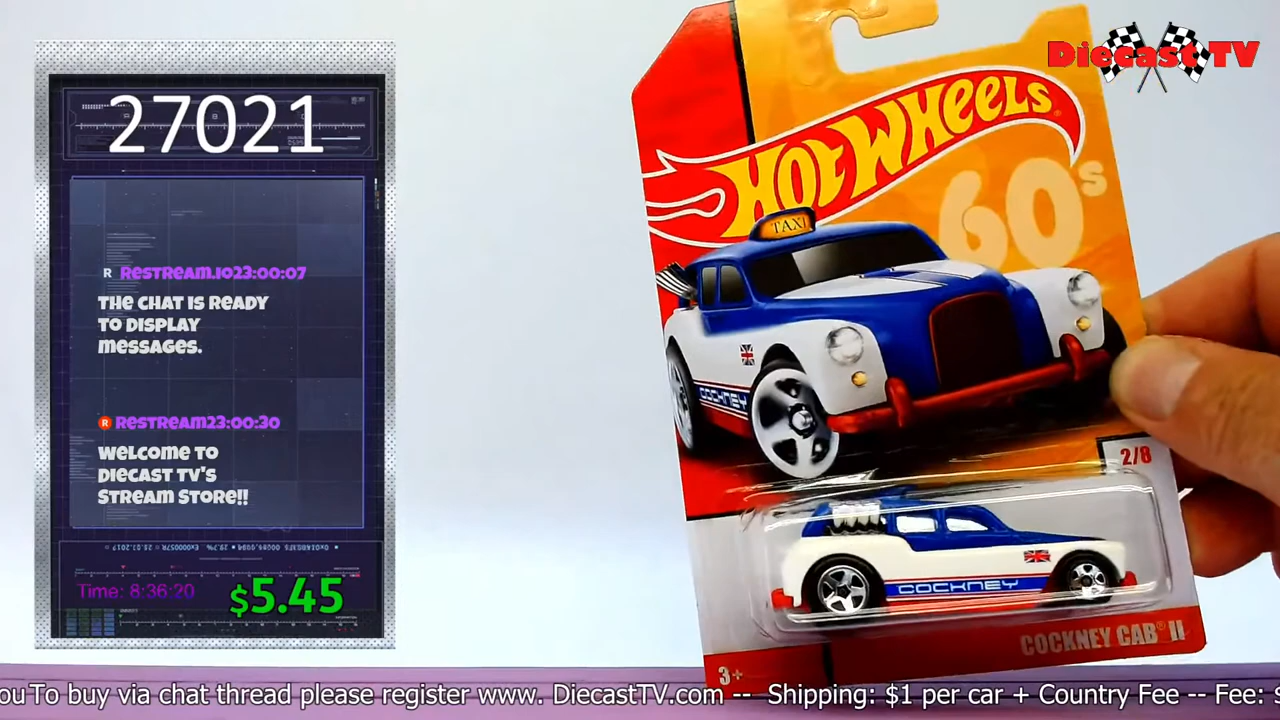 Diecast TV
27021
R Restream.io23:00:07
The chat is ready
to display
messages.
R Restream23:00:30
Welcome to
Diecast TV's
Stream Store!!
Time: 8:36:20
$5.45
HOT WHEELS
60s
TAXI
COCKNEY
2/8
COCKNEY
COCKNEY CAB® II
3+
ou To buy via chat thread please register www. DiecastTV.com -- Shipping: $1 per car + Country Fee -- Fee: $